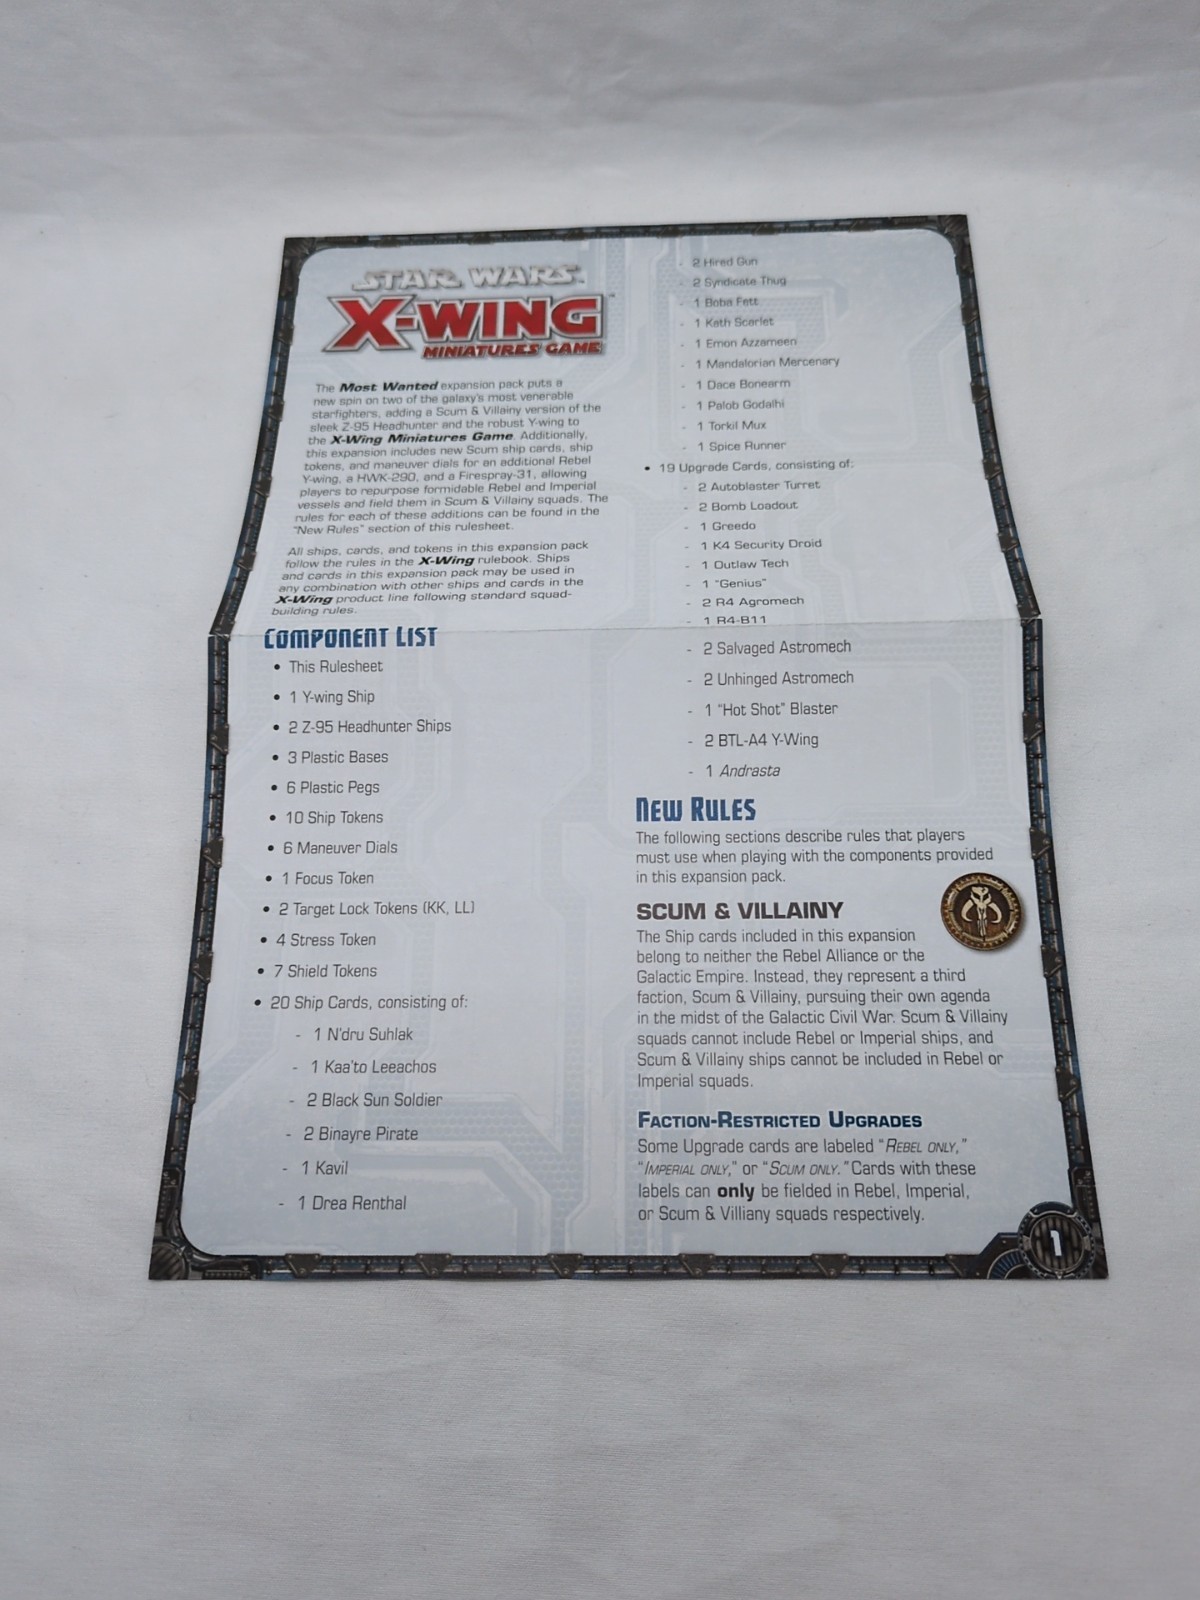 STAR WARS
X-WING
MINIATURES GAME
The Most Wanted expansion pack puts a
new spin on two of the galaxy's most venerable
starfighters, adding a Scum & Villainy version of the
sleek Z-95 Headhunter and the robust Y-wing to
the X-Wing Miniatures Game. Additionally,
this expansion includes new Scum ship cards, ship
tokens, and maneuver dials for an additional Rebel
Y-wing, a HWK-290, and a Firespray-31, allowing
players to repurpose formidable Rebel and Imperial
vessels and field them in Scum & Villainy squads. The
rules for each of these additions can be found in the
"New Rules" section of this rulesheet.
All ships, cards, and tokens in this expansion pack
follow the rules in the X-Wing rulebook. Ships
and cards in this expansion pack may be used in
any combination with other ships and cards in the
X-Wing product line following standard squad-
building rules.
COMPONENT LIST
• This Rulesheet
• 1 Y-wing Ship
• 2 Z-95 Headhunter Ships
• 3 Plastic Bases
• 6 Plastic Pegs
• 10 Ship Tokens
• 6 Maneuver Dials
• 1 Focus Token
• 2 Target Lock Tokens (KK, LL)
• 4 Stress Token
• 7 Shield Tokens
• 20 Ship Cards, consisting of:
- 1 N'dru Suhlak
- 1 Kaa'to Leeachos
- 2 Black Sun Soldier
- 2 Binayre Pirate
- 1 Kavil
- 1 Drea Renthal
- 2 Hired Gun
- 2 Syndicate Thug
- 1 Boba Fett
- 1 Kath Scarlet
- 1 Emon Azzameen
- 1 Mandalorian Mercenary
- 1 Dace Bonearm
- 1 Palob Godalhi
- 1 Torkil Mux
- 1 Spice Runner
• 19 Upgrade Cards, consisting of:
- 2 Autoblaster Turret
- 2 Bomb Loadout
- 1 Greedo
- 1 K4 Security Droid
- 1 Outlaw Tech
- 1 "Genius"
- 2 R4 Agromech
- 1 R4-B11
- 2 Salvaged Astromech
- 2 Unhinged Astromech
- 1 "Hot Shot" Blaster
- 2 BTL-A4 Y-Wing
- 1 Andrasta
NEW RULES
The following sections describe rules that players
must use when playing with the components provided
in this expansion pack.
SCUM & VILLAINY
The Ship cards included in this expansion
belong to neither the Rebel Alliance or the
Galactic Empire. Instead, they represent a third
faction, Scum & Villainy, pursuing their own agenda
in the midst of the Galactic Civil War. Scum & Villainy
squads cannot include Rebel or Imperial ships, and
Scum & Villainy ships cannot be included in Rebel or
Imperial squads.
FACTION-RESTRICTED UPGRADES
Some Upgrade cards are labeled "REBEL ONLY,"
"IMPERIAL ONLY," or "SCUM ONLY." Cards with these
labels can only be fielded in Rebel, Imperial,
or Scum & Villiany squads respectively.
1